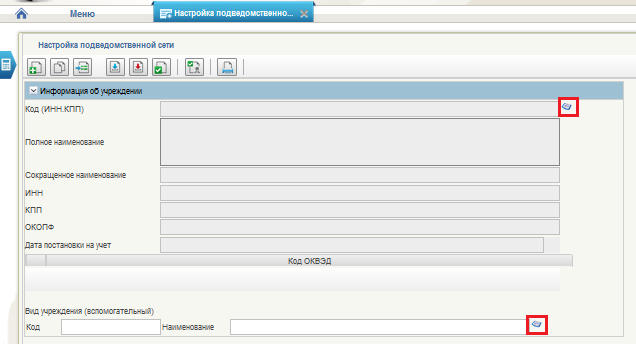 Меню
Настройка подведомственно...
Настройка подведомственной сети
Информация об учреждении
Код (ИНН.КПП)
Полное наименование
Сокращенное наименование
ИНН
КПП
ОКОПФ
Дата постановки на учет
Код ОКВЭД
Вид учреждения (вспомогательный)
Код Наименование